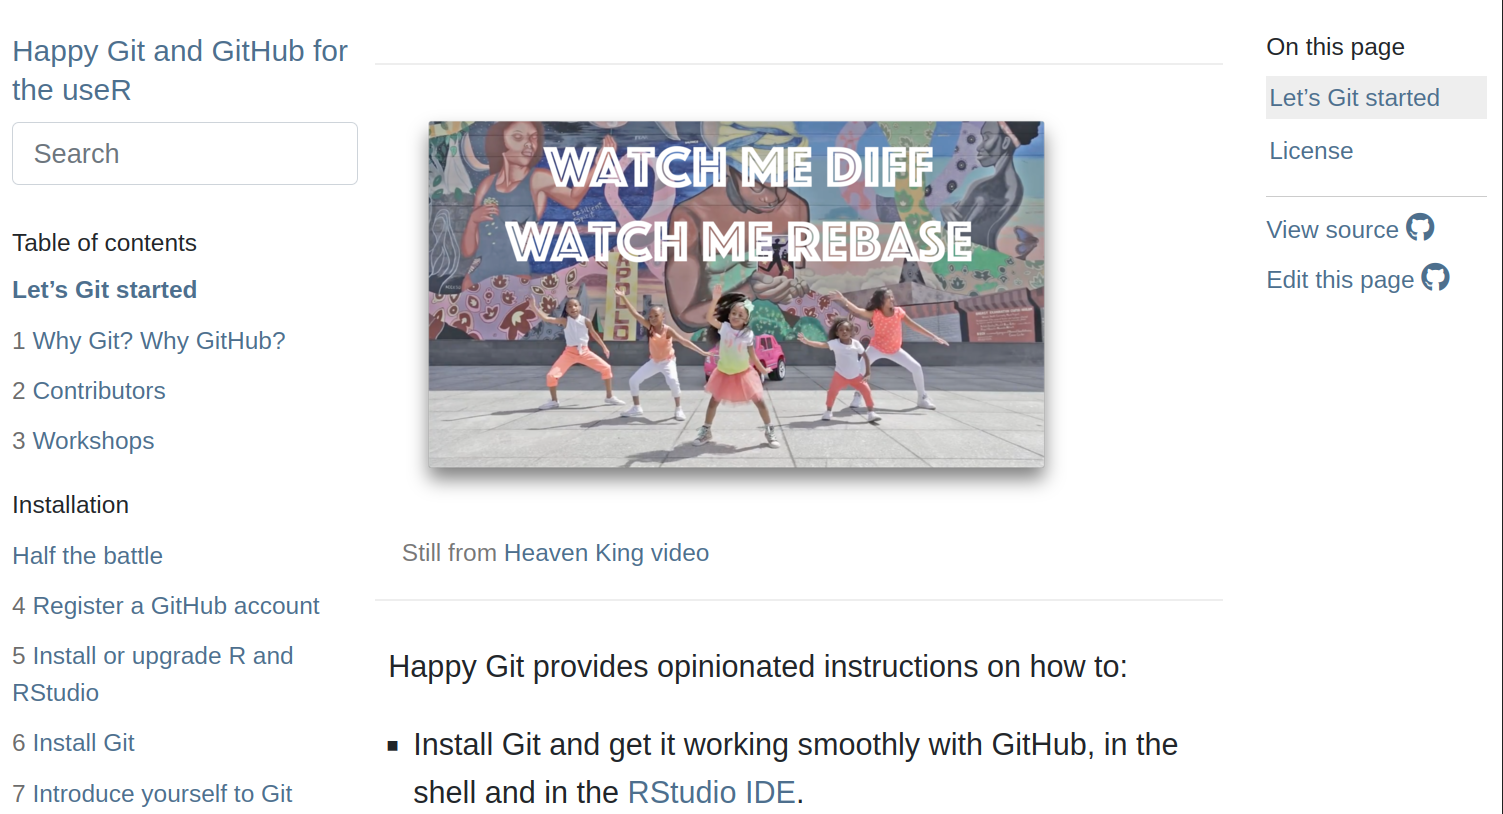 Happy Git and GitHub for
the useR
Search
Table of contents
Let’s Git started
1 Why Git? Why GitHub?
2 Contributors
3 Workshops
Installation
Half the battle
4 Register a GitHub account
5 Install or upgrade R and
RStudio
6 Install Git
7 Introduce yourself to Git
WATCH ME DIFF
WATCH ME REBASE
APOLLO
Still from Heaven King video
Happy Git provides opinionated instructions on how to:
▪ Install Git and get it working smoothly with GitHub, in the
shell and in the RStudio IDE.
On this page
Let’s Git started
License
View source
Edit this page